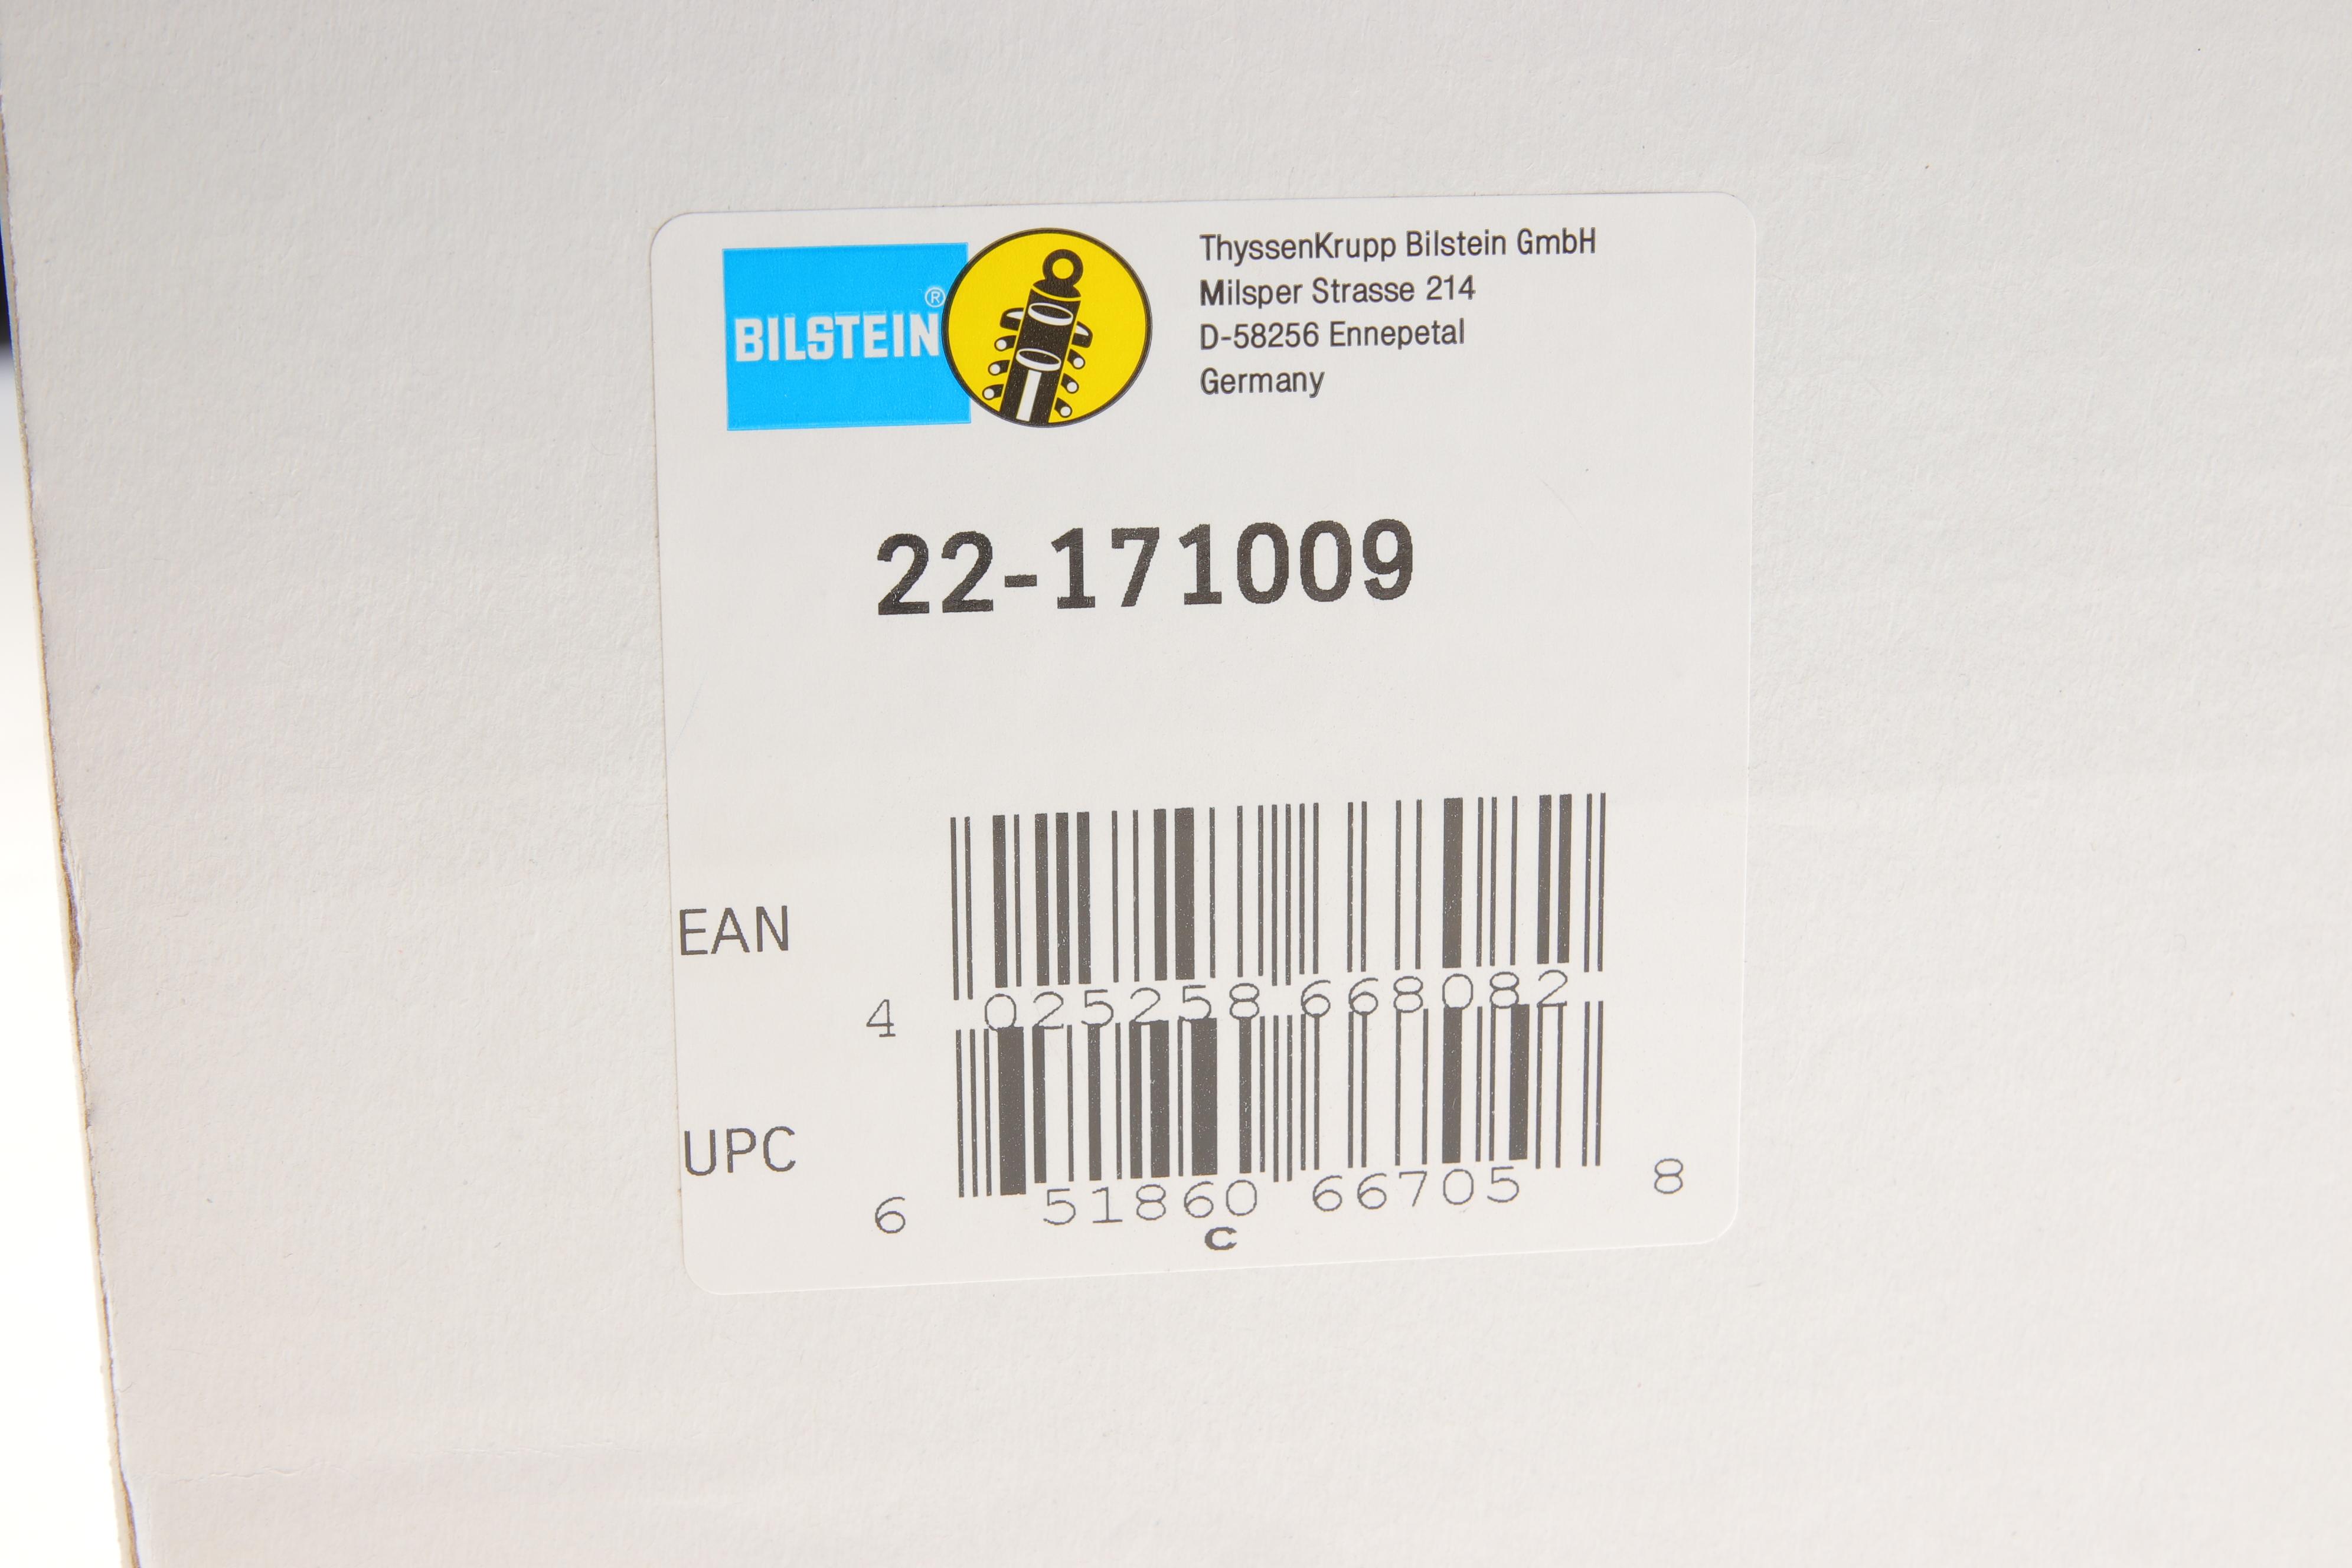 BILSTEIN®
ThyssenKrupp Bilstein GmbH
Milsper Strasse 214
D-58256 Ennepetal
Germany
22-171009
EAN
4 025258 668082
UPC
6 51860 66705 8
C